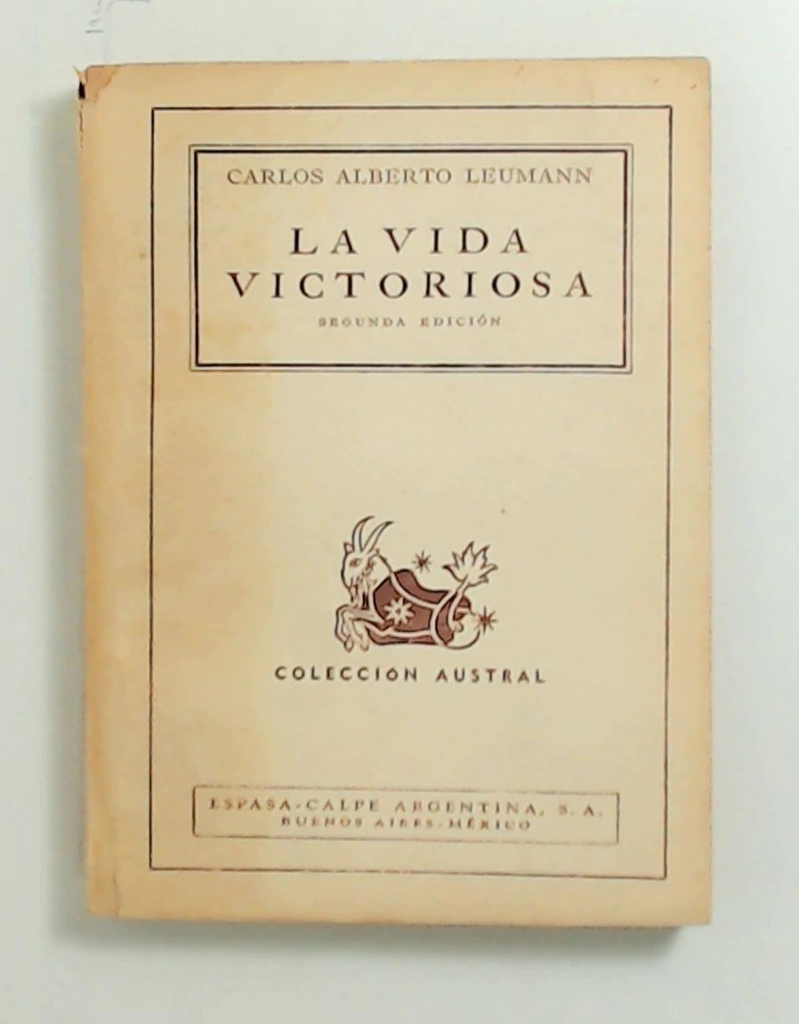 CARLOS ALBERTO LEUMANN
LA VIDA
VICTORIOSA
SEGUNDA EDICIÓN
COLECCIÓN AUSTRAL
ESPASA-CALPE ARGENTINA, S. A.
BUENOS AIRES-MÉXICO